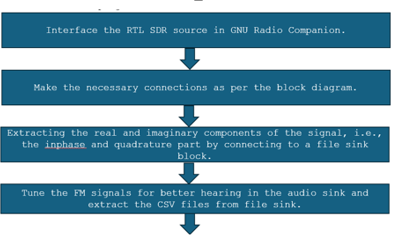 Interface the RTL SDR source in GNU Radio Companion.
Make the necessary connections as per the block diagram.
Extracting the real and imaginary components of the signal, i.e.,
the inphase and quadrature part by connecting to a file sink
block.
Tune the FM signals for better hearing in the audio sink and
extract the CSV files from file sink.